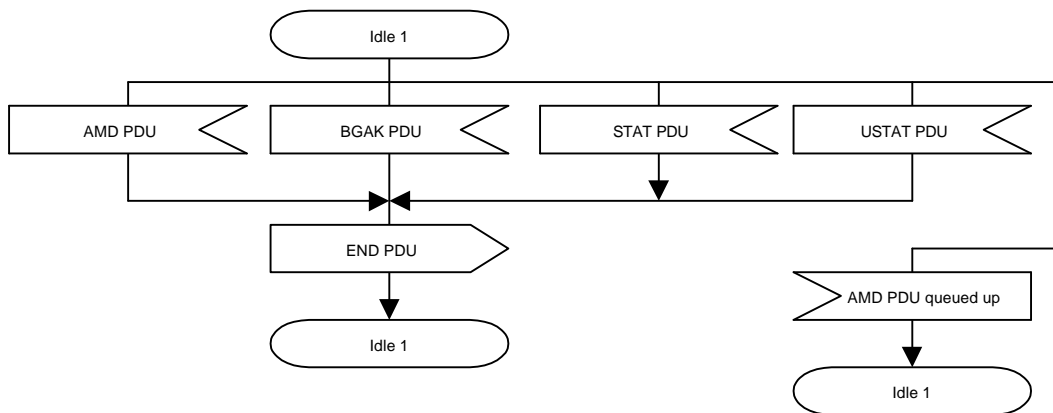 Idle 1
AMD PDU
BGAK PDU
STAT PDU
USTAT PDU
END PDU
AMD PDU queued up
Idle 1
Idle 1